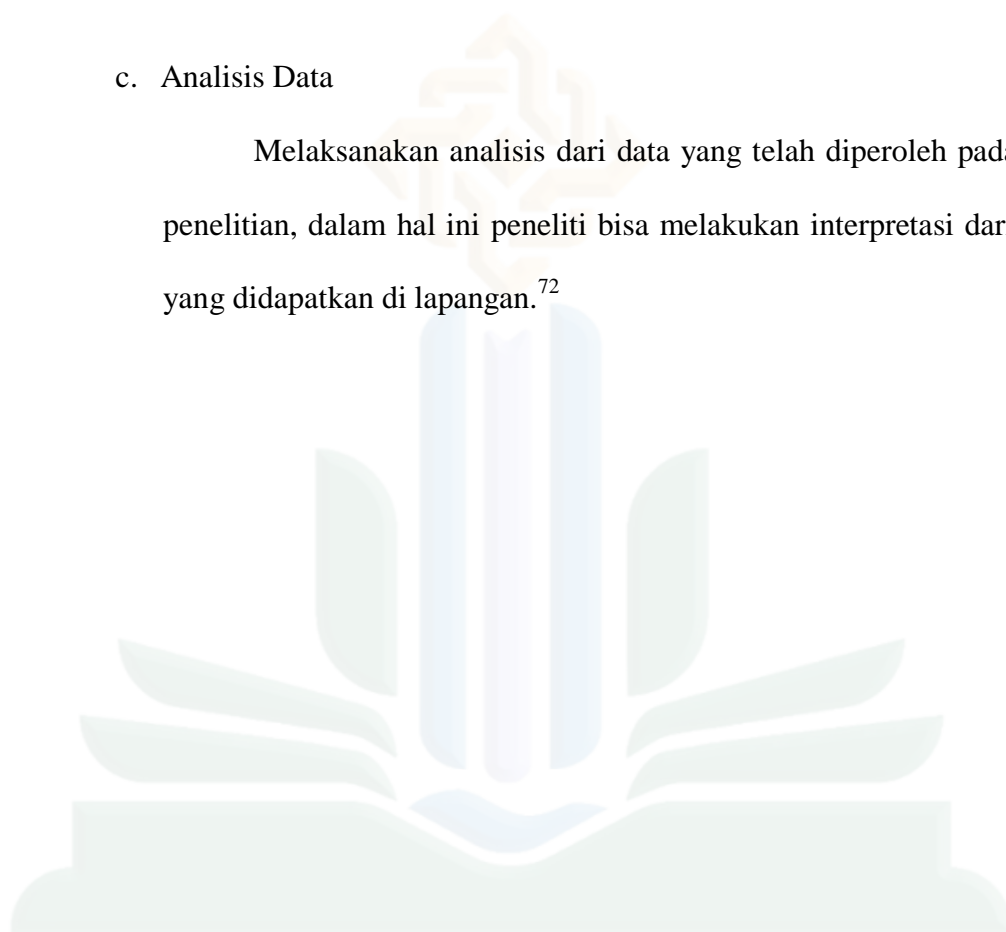 c. Analisis Data
Melaksanakan analisis dari data yang telah diperoleh pada
penelitian, dalam hal ini peneliti bisa melakukan interpretasi dar
yang didapatkan di lapangan.72